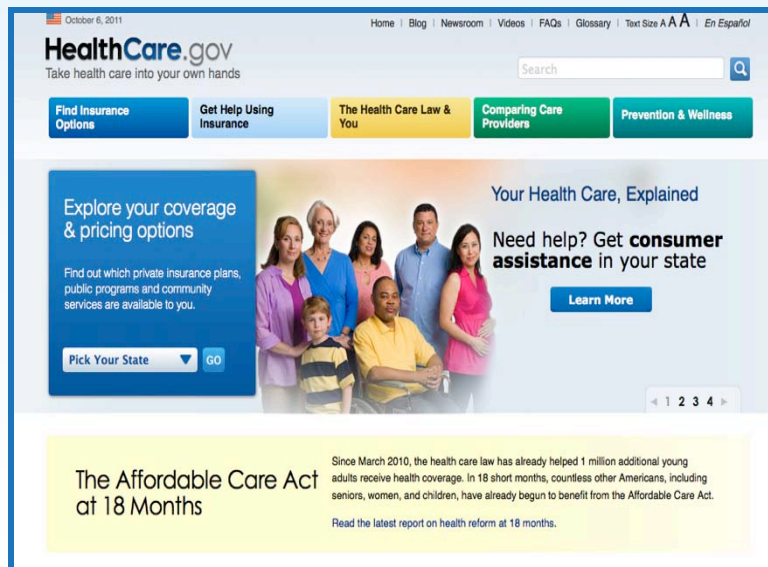 October 6, 2011
Home | Blog | Newsroom | Videos | FAQs | Glossary | Text Size A A A | En Español
HealthCare.gov
Take health care into your own hands
Search
Find Insurance
Options
Get Help Using
Insurance
The Health Care Law &
You
Comparing Care
Providers
Prevention & Wellness
Explore your coverage
& pricing options
Find out which private insurance plans,
public programs and community
services are available to you.
Pick Your State
GO
Your Health Care, Explained
Need help? Get consumer
assistance in your state
Learn More
1 2 3 4
The Affordable Care Act
at 18 Months
Since March 2010, the health care law has already helped 1 million additional young
adults receive health coverage. In 18 short months, countless other Americans, including
seniors, women, and children, have already begun to benefit from the Affordable Care Act.
Read the latest report on health reform at 18 months.